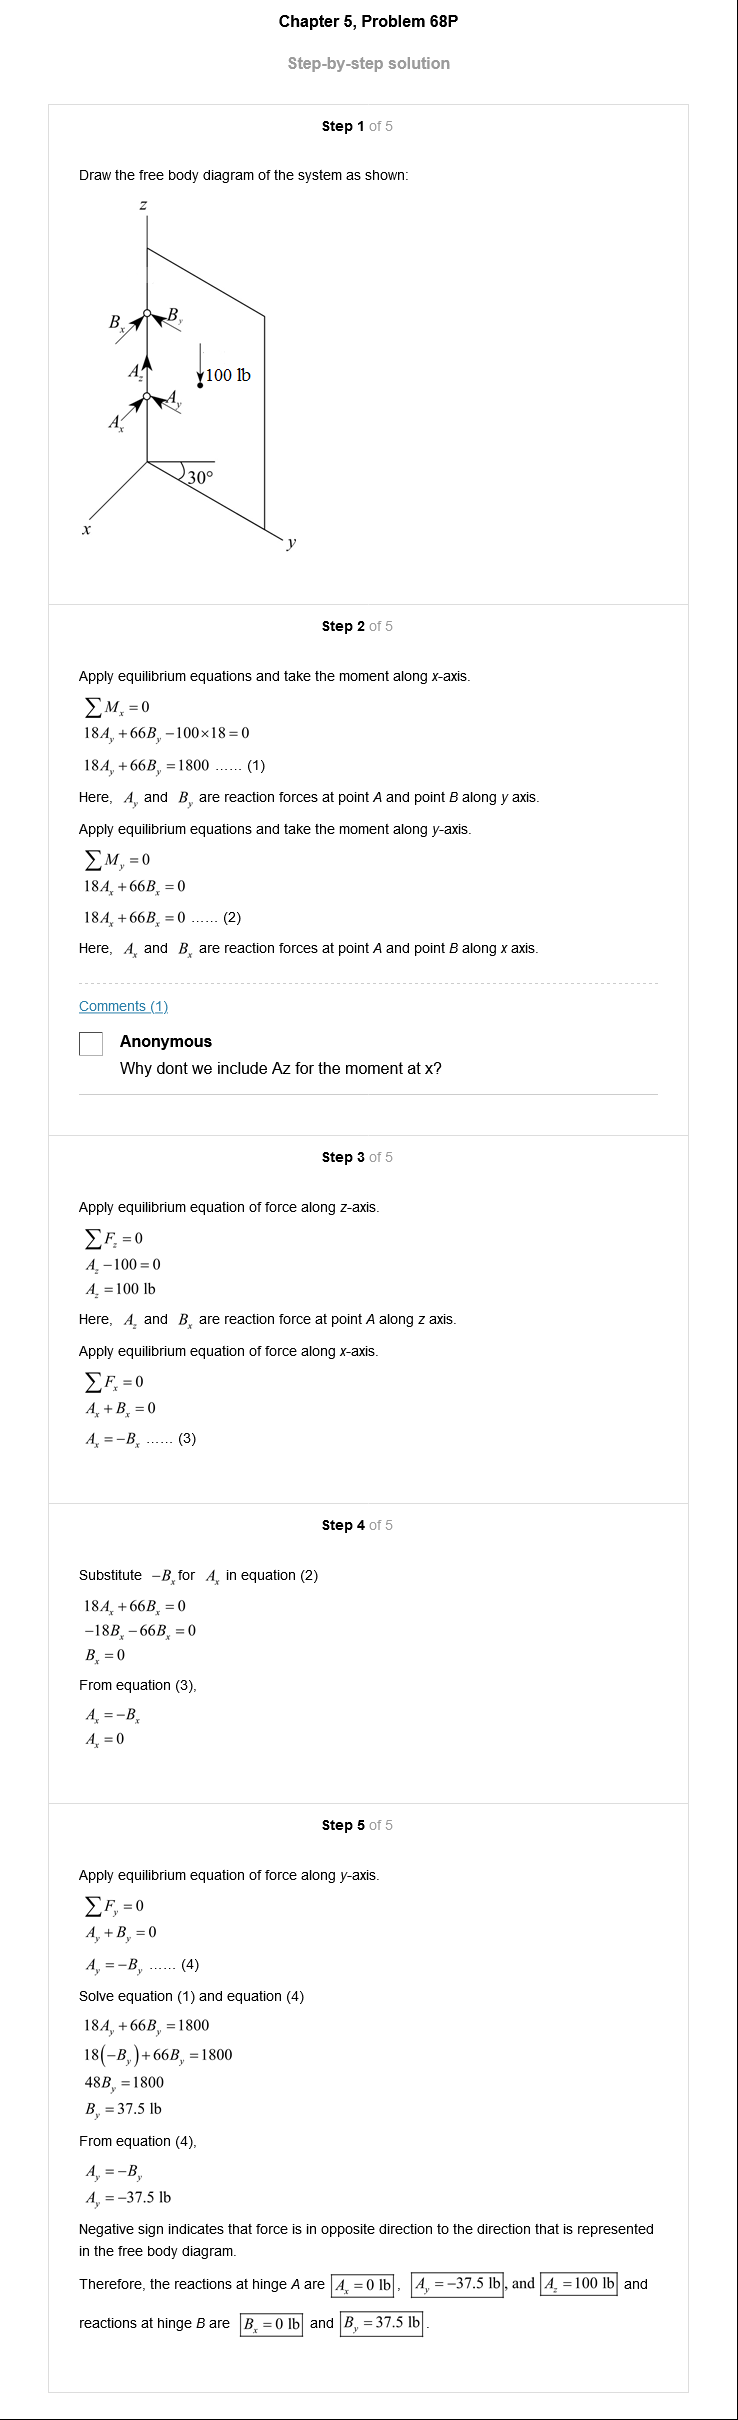 Chapter 5, Problem 68P
Step-by-step solution
Step 1 of 5
Draw the free body diagram of the system as shown:
z
B_x
B_y
A_z
100 lb
A_y
A_x
30°
x
y
Step 2 of 5
Apply equilibrium equations and take the moment along x-axis.
∑M_x = 0
18A_y + 66B_y − 100×18 = 0
18A_y + 66B_y = 1800 ...... (1)
Here, A_y and B_y are reaction forces at point A and point B along y axis.
Apply equilibrium equations and take the moment along y-axis.
∑M_y = 0
18A_x + 66B_x = 0
18A_x + 66B_x = 0 ...... (2)
Here, A_x and B_x are reaction forces at point A and point B along x axis.
Comments (1)
Anonymous
Why dont we include Az for the moment at x?
Step 3 of 5
Apply equilibrium equation of force along z-axis.
∑F_z = 0
A_z − 100 = 0
A_z = 100 lb
Here, A_z and B_x are reaction force at point A along z axis.
Apply equilibrium equation of force along x-axis.
∑F_x = 0
A_x + B_x = 0
A_x = −B_x ...... (3)
Step 4 of 5
Substitute −B_x for A_x in equation (2)
18A_x + 66B_x = 0
−18B_x − 66B_x = 0
B_x = 0
From equation (3),
A_x = −B_x
A_x = 0
Step 5 of 5
Apply equilibrium equation of force along y-axis.
∑F_y = 0
A_y + B_y = 0
A_y = −B_y ...... (4)
Solve equation (1) and equation (4)
18A_y + 66B_y = 1800
18(−B_y) + 66B_y = 1800
48B_y = 1800
B_y = 37.5 lb
From equation (4),
A_y = −B_y
A_y = −37.5 lb
Negative sign indicates that force is in opposite direction to the direction that is represented
in the free body diagram.
Therefore, the reactions at hinge A are A_x = 0 lb, A_y = −37.5 lb, and A_z = 100 lb and
reactions at hinge B are B_x = 0 lb and B_y = 37.5 lb.